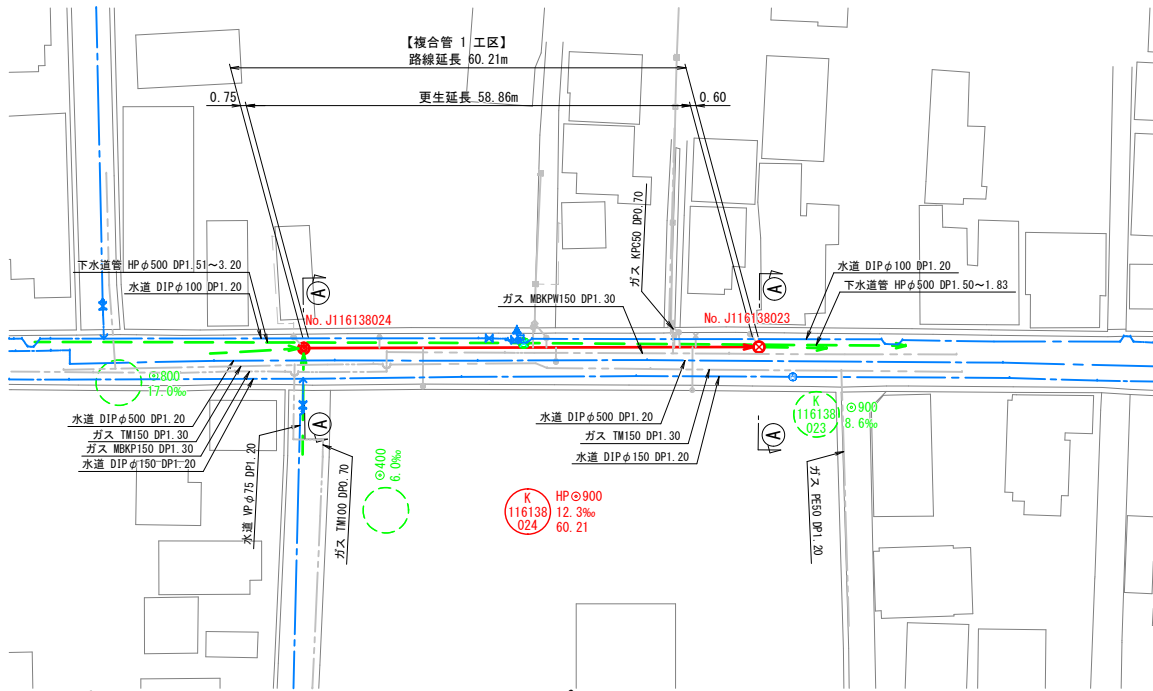 【複合管 1 工区】
路線延長 60.21m
0.75
更生延長 58.86m
0.60
ガス KPC50 DP0.70
下水道管 HPφ500 DP1.51～3.20
水道 DIPφ100 DP1.20
A
ガス MBKPW150 DP1.30
A
水道 DIPφ100 DP1.20
下水道管 HPφ500 DP1.50～1.83
No. J116138024
No. J116138023
◎800
17.0‰
水道 DIPφ500 DP1.20
ガス TM150 DP1.30
ガス MBKP150 DP1.30
水道 DIPφ150 DP1.20
水道 VPφ75 DP1.20
A
ガス TM100 DP0.70
◎400
6.0‰
水道 DIPφ500 DP1.20
ガス TM150 DP1.30
水道 DIPφ150 DP1.20
A
K
116138
023
◎900
8.6‰
ガス PE50 DP1.20
K
116138
024
HP◎900
12.3‰
60.21